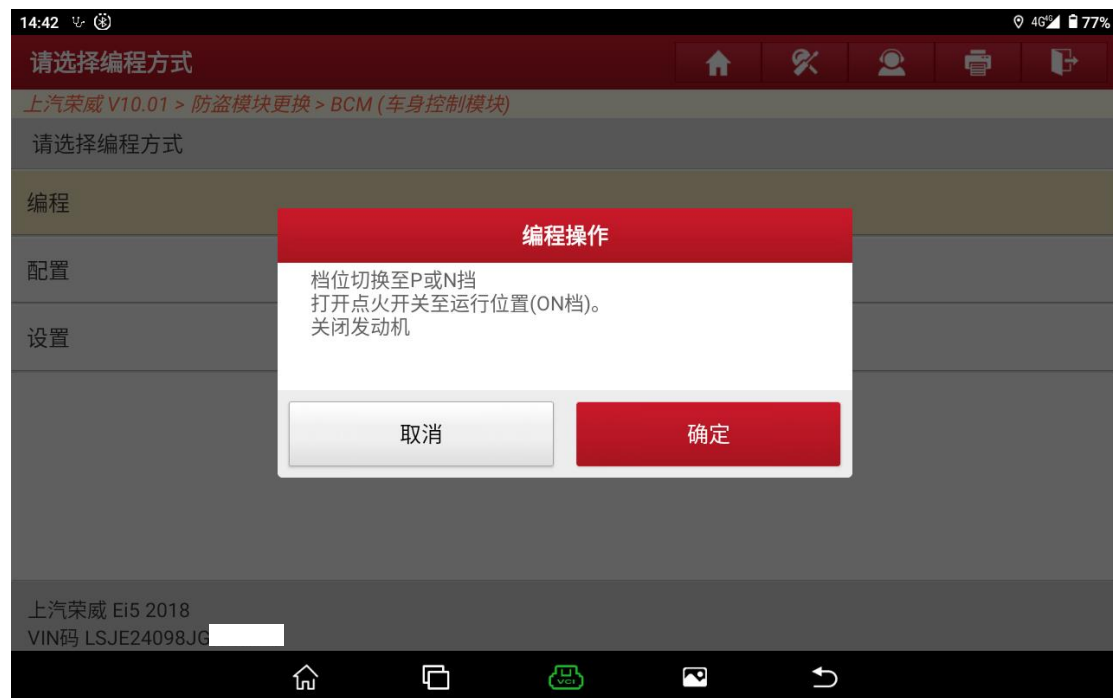 14:42
4G 4G 77%
请选择编程方式
上汽荣威 V10.01 > 防盗模块更换 > BCM (车身控制模块)
请选择编程方式
编程
配置
设置
编程操作
档位切换至P或N挡
打开点火开关至运行位置(ON档)。
关闭发动机
取消
确定
上汽荣威 Ei5 2018
VIN码 LSJE24098JG
VCI